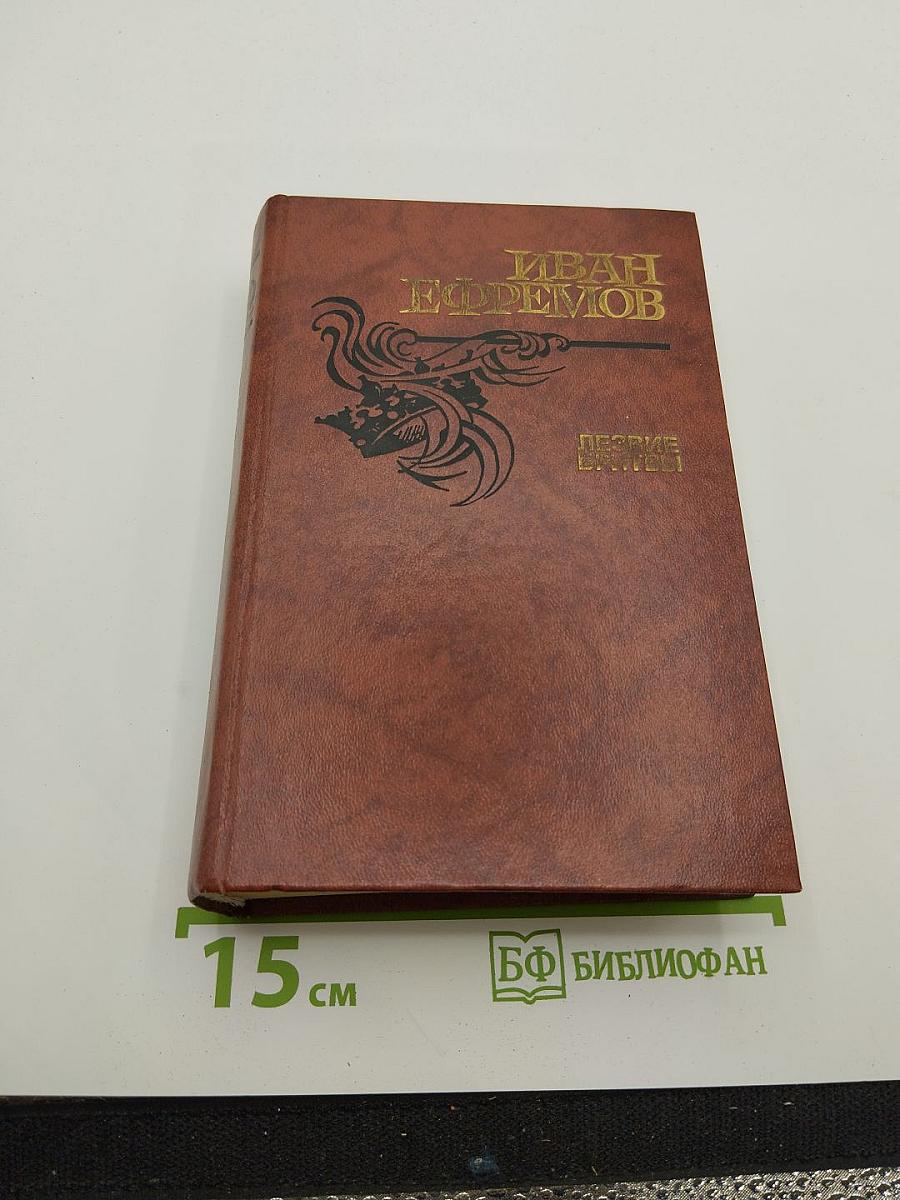 ИВАН
ЕФРЕМОВ
ЛЕЗВИЕ
БРИТВЫ
15 см
БФ БИБЛИОФАН